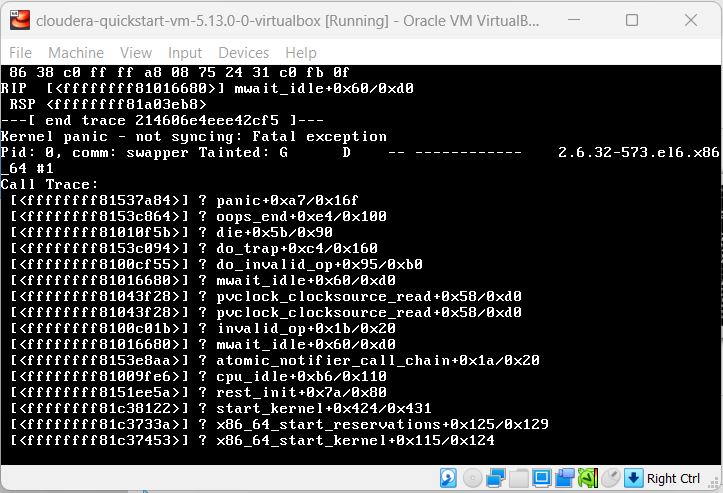 cloudera-quickstart-vm-5.13.0-0-virtualbox [Running] - Oracle VM VirtualB...
File Machine View Input Devices Help
86 38 c0 ff ff a8 08 75 24 31 c0 fb 0f
RIP  [<ffffffff81016680>] mwait_idle+0x60/0xd0
 RSP <ffffffff81a03eb8>
---[ end trace 214606e4eee42cf5 ]---
Kernel panic - not syncing: Fatal exception
Pid: 0, comm: swapper Tainted: G      D    -- ------------    2.6.32-573.el6.x86
_64 #1
Call Trace:
 [<ffffffff81537a84>] ? panic+0xa7/0x16f
 [<ffffffff8153c864>] ? oops_end+0xe4/0x100
 [<ffffffff81010f5b>] ? die+0x5b/0x90
 [<ffffffff8153c094>] ? do_trap+0xc4/0x160
 [<ffffffff8100cf55>] ? do_invalid_op+0x95/0xb0
 [<ffffffff81016680>] ? mwait_idle+0x60/0xd0
 [<ffffffff81043f28>] ? pvclock_clocksource_read+0x58/0xd0
 [<ffffffff81043f28>] ? pvclock_clocksource_read+0x58/0xd0
 [<ffffffff8100c01b>] ? invalid_op+0x1b/0x20
 [<ffffffff81016680>] ? mwait_idle+0x60/0xd0
 [<ffffffff8153e8aa>] ? atomic_notifier_call_chain+0x1a/0x20
 [<ffffffff81009fe6>] ? cpu_idle+0xb6/0x110
 [<ffffffff8151ee5a>] ? rest_init+0x7a/0x80
 [<ffffffff81c38122>] ? start_kernel+0x424/0x431
 [<ffffffff81c3733a>] ? x86_64_start_reservations+0x125/0x129
 [<ffffffff81c37453>] ? x86_64_start_kernel+0x115/0x124
Right Ctrl